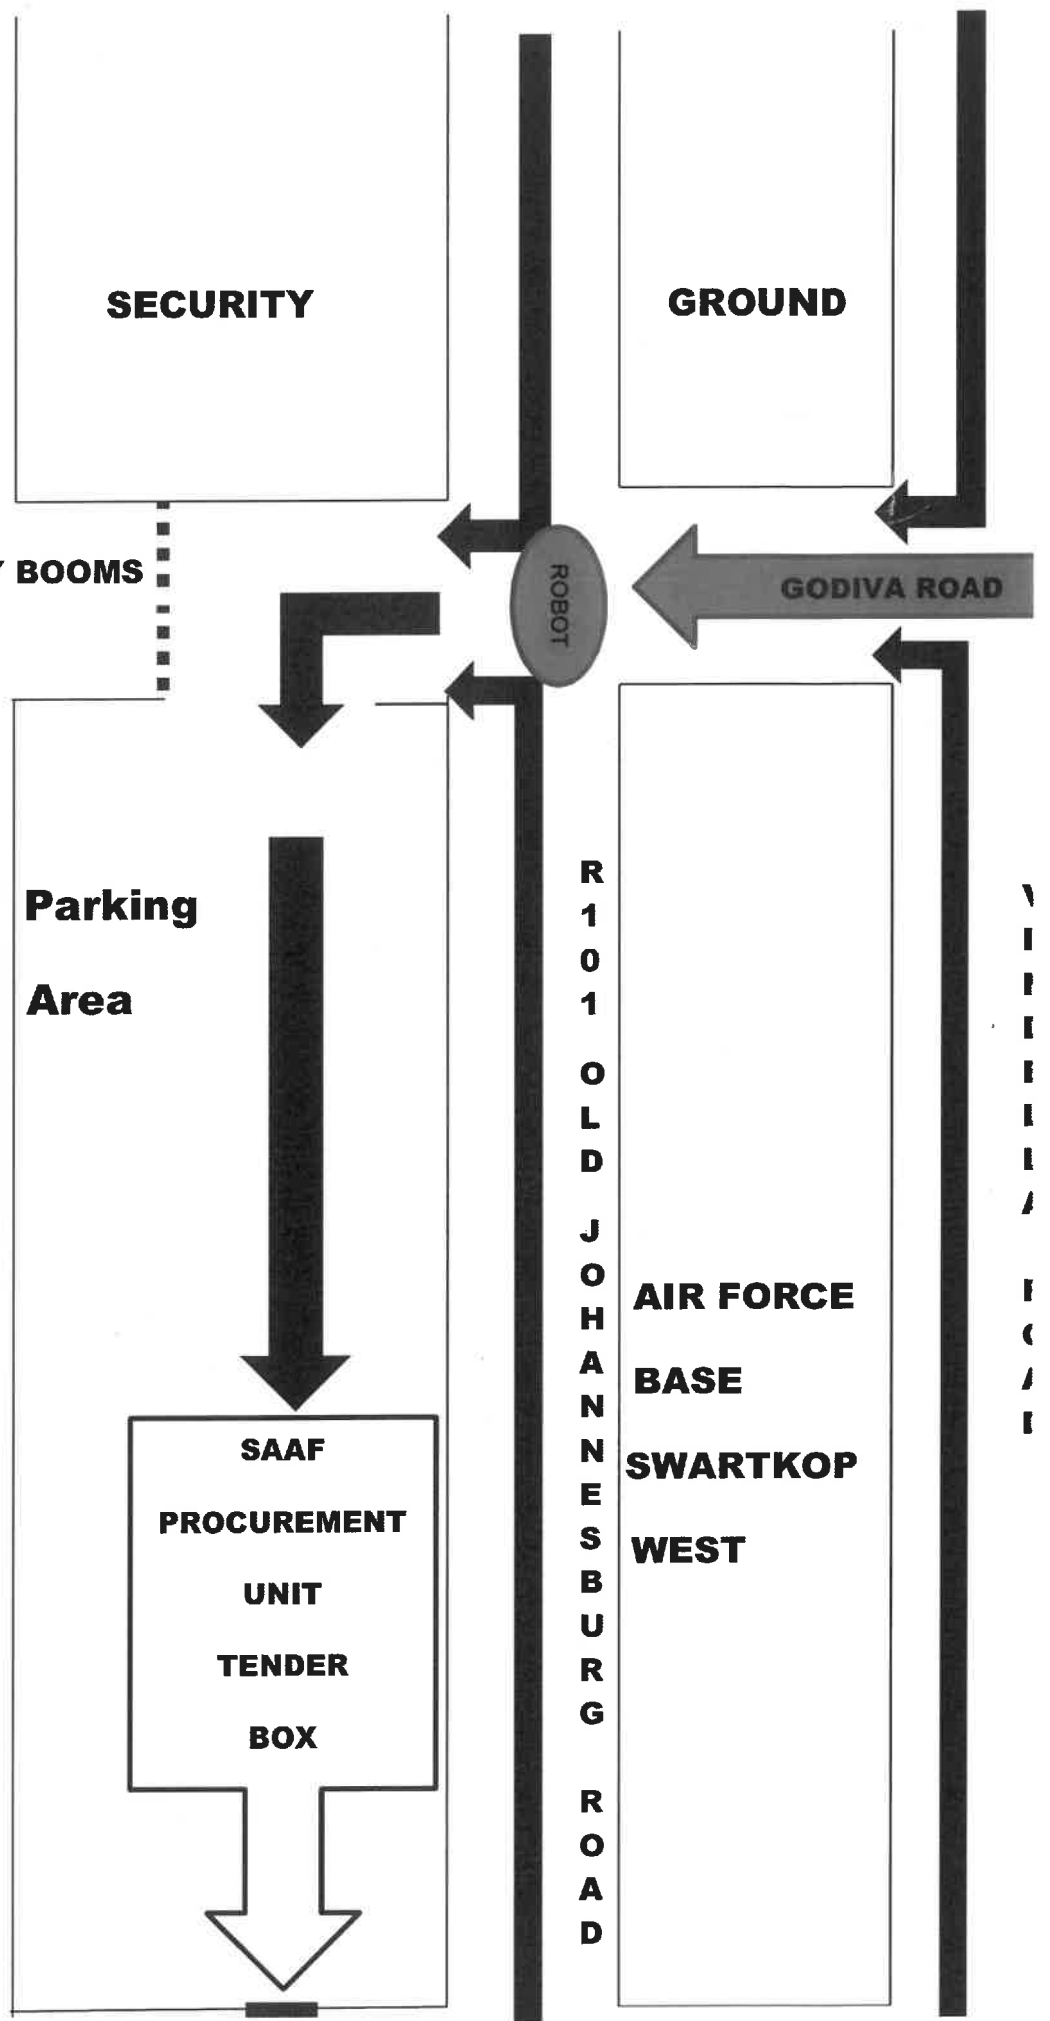 SECURITY
GROUND
BOOMS
ROBOT
GODIVA ROAD
Parking
Area
R101 OLD JOHANNESBURG ROAD
AIR FORCE
BASE
SWARTKOP
WEST
SAAF
PROCUREMENT
UNIT
TENDER
BOX